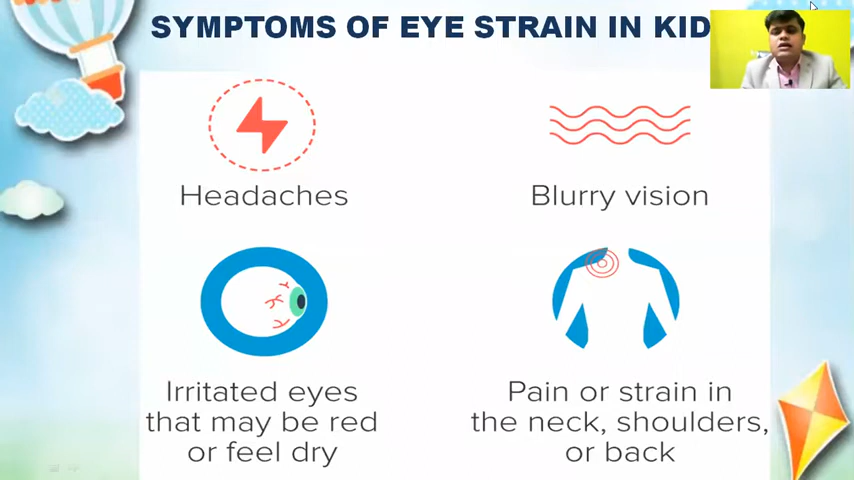 SYMPTOMS OF EYE STRAIN IN KID
Headaches
Blurry vision
Irritated eyes
that may be red
or feel dry
Pain or strain in
the neck, shoulders,
or back